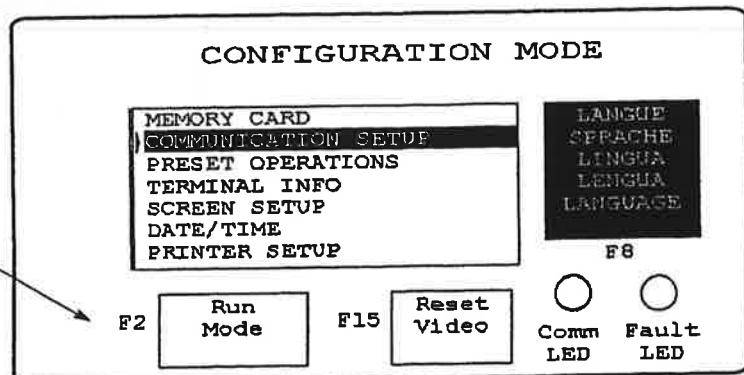 CONFIGURATION MODE
MEMORY CARD
COMMUNICATION SETUP
PRESET OPERATIONS
TERMINAL INFO
SCREEN SETUP
DATE/TIME
PRINTER SETUP
LANGUE
SPRACHE
LINGUA
LENGUA
LANGUAGE
F8
F2
Run
Mode
F15
Reset
Video
Comm
LED
Fault
LED